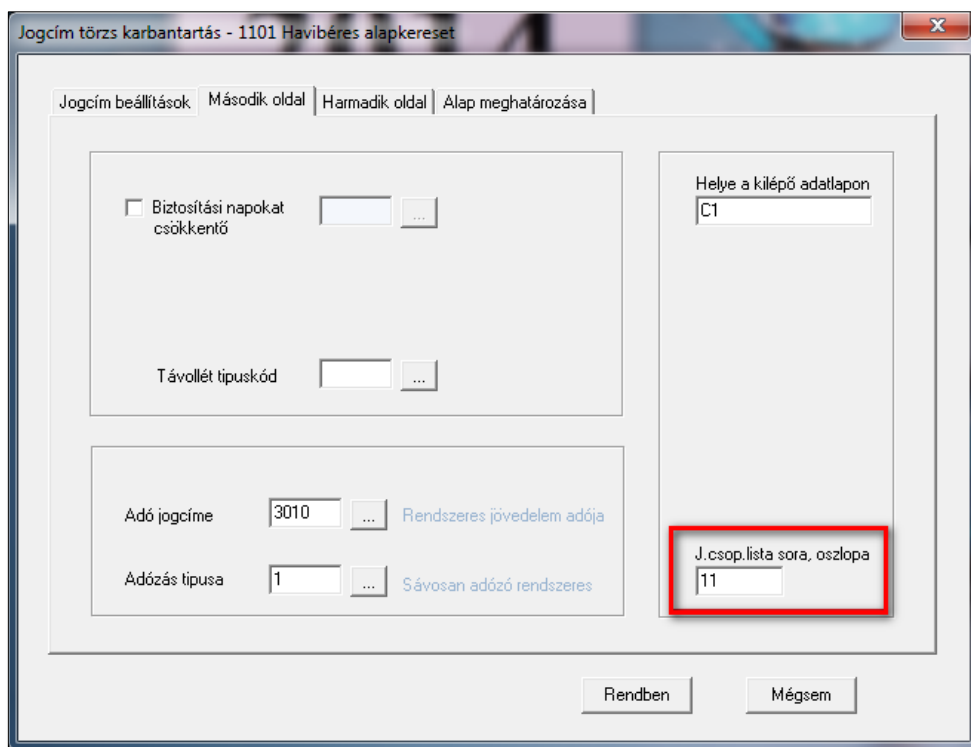 Jogcím törzs karbantartás - 1101 Havibéres alapkereset
Jogcím beállítások
Második oldal
Harmadik oldal
Alap meghatározása
Biztosítási napokat
csökkentő
...
Távollét tipuskód
...
Helye a kilépő adatlapon
C1
Adó jogcíme
3010
...
Rendszeres jövedelem adója
Adózás tipusa
1
...
Sávosan adózó rendszeres
J.csop.lista sora, oszlopa
11
Rendben
Mégsem